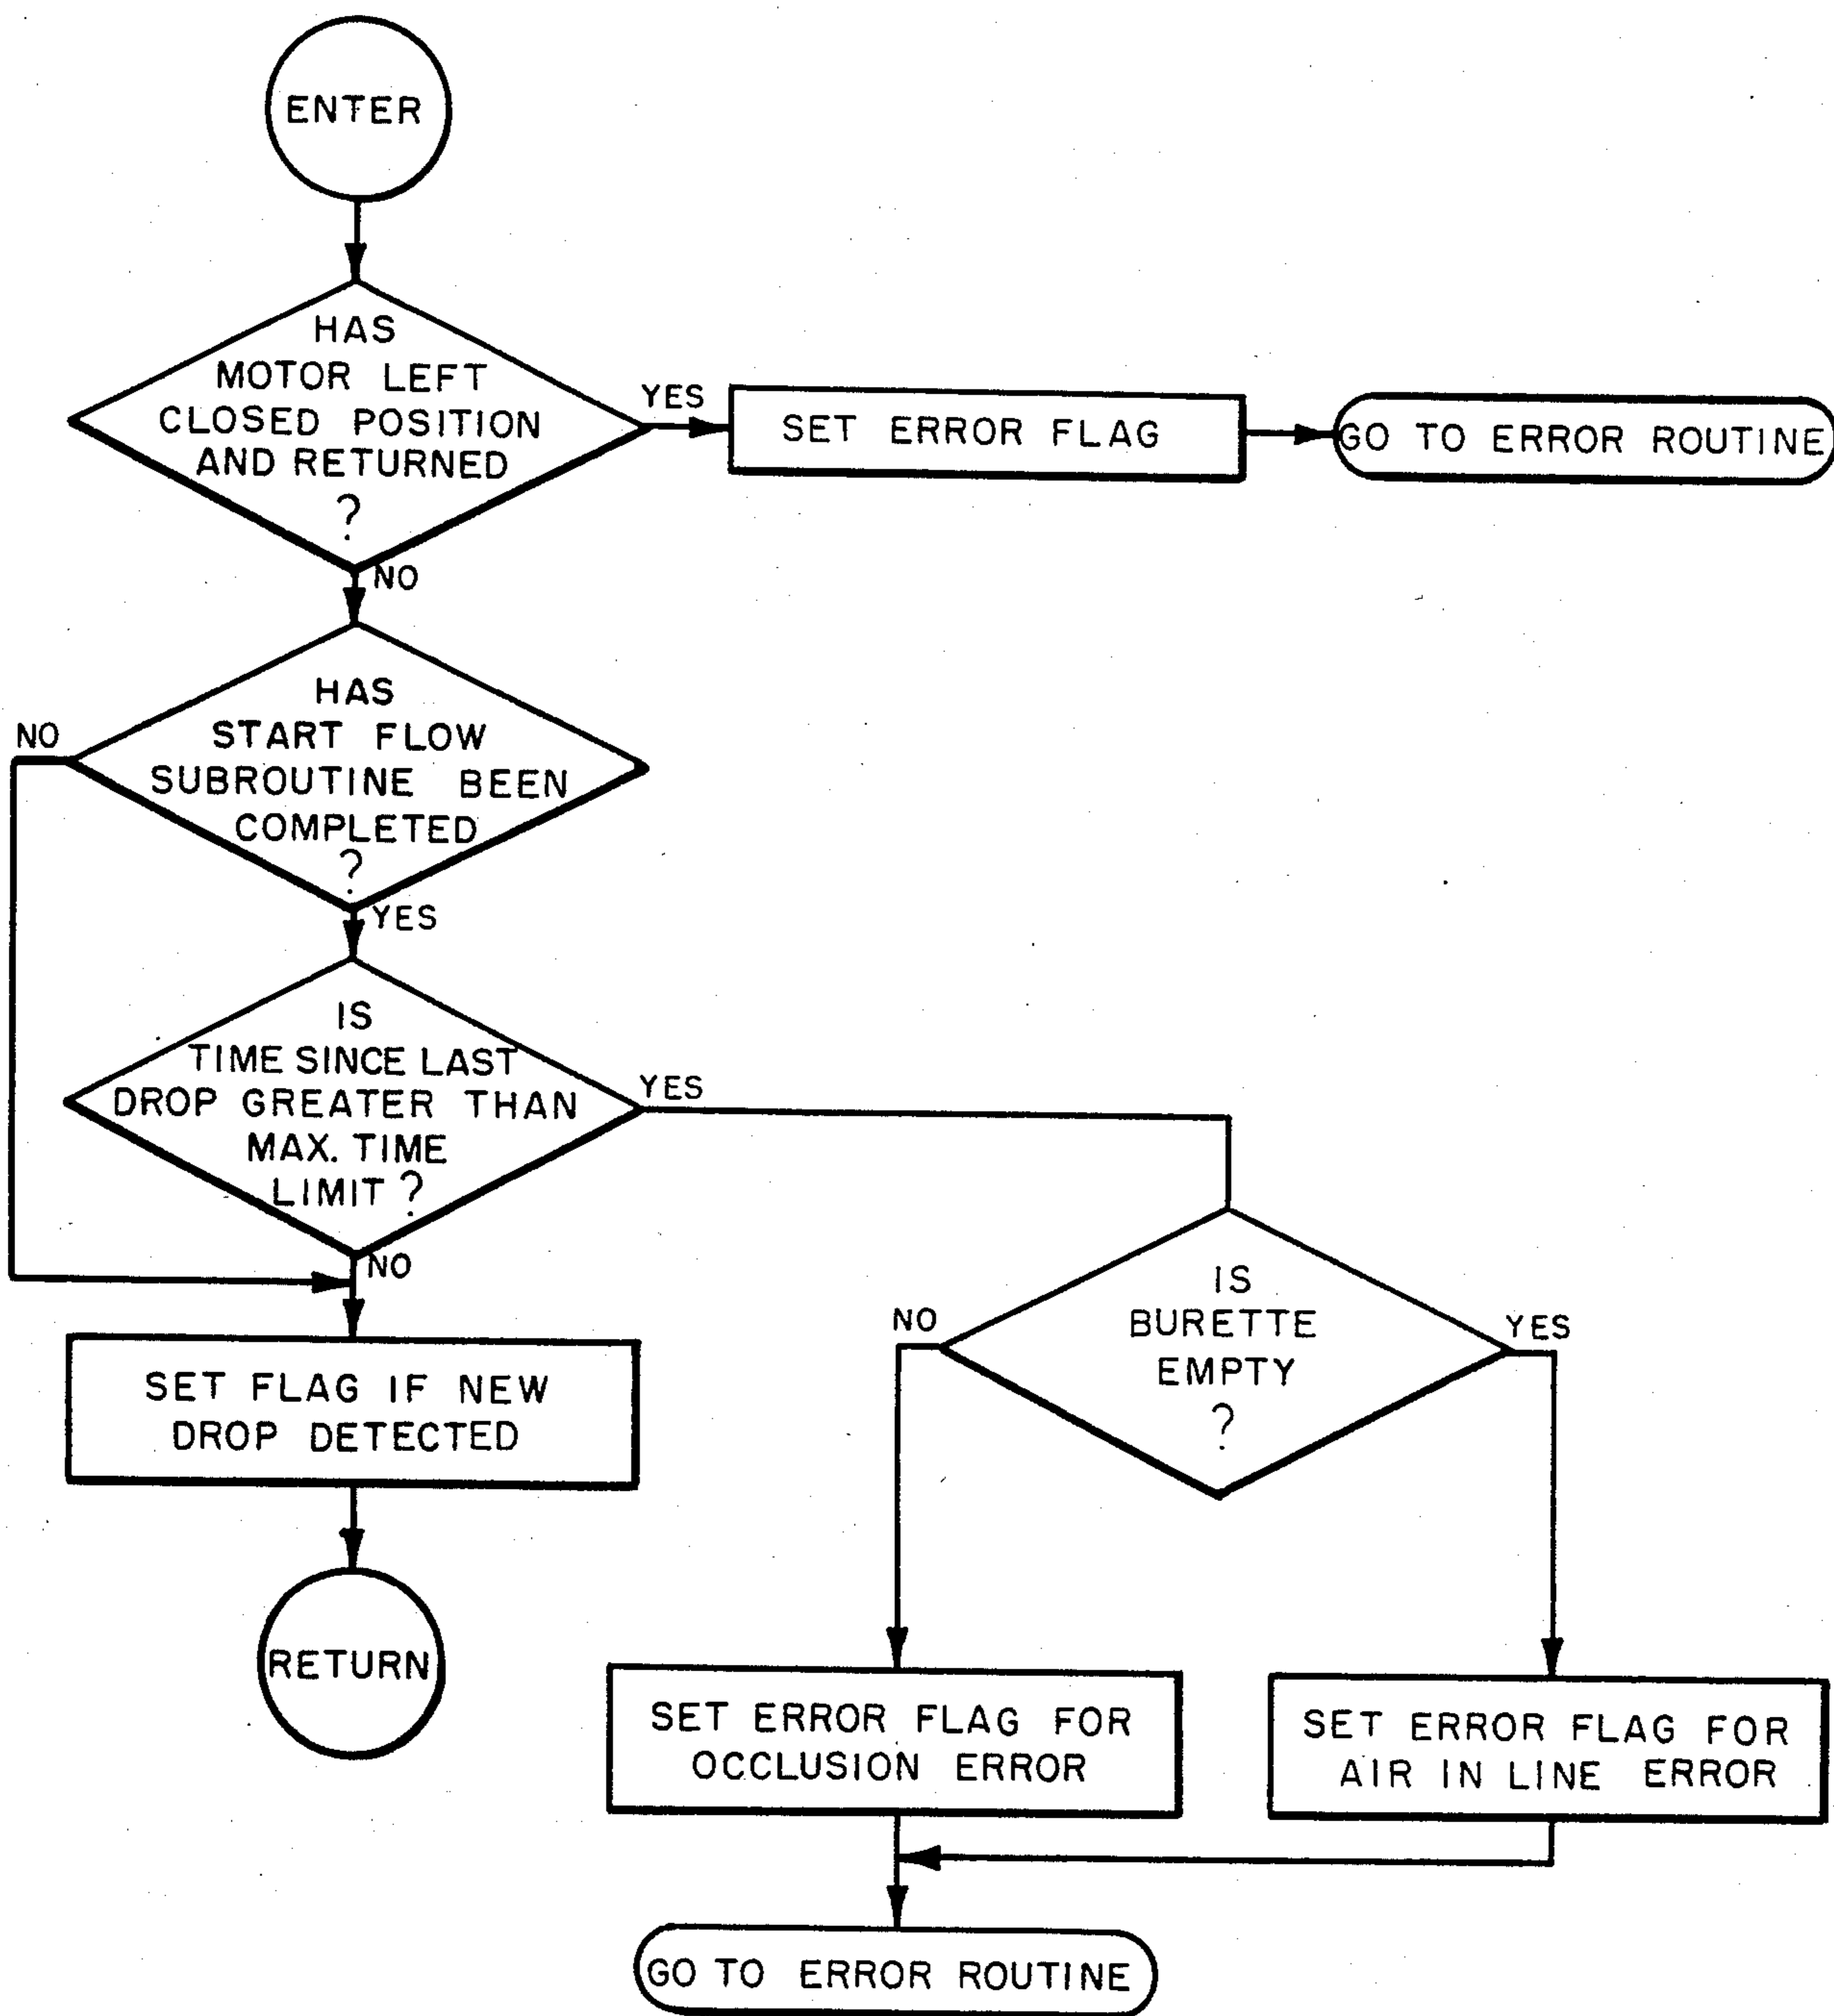 ENTER
HAS
MOTOR LEFT
CLOSED POSITION
AND RETURNED
?
YES
SET ERROR FLAG
GO TO ERROR ROUTINE
NO
HAS
START FLOW
SUBROUTINE BEEN
COMPLETED
?
NO
YES
IS
TIME SINCE LAST
DROP GREATER THAN
MAX. TIME
LIMIT ?
YES
NO
SET FLAG IF NEW
DROP DETECTED
RETURN
IS
BURETTE
EMPTY
?
NO
YES
SET ERROR FLAG FOR
OCCLUSION ERROR
SET ERROR FLAG FOR
AIR IN LINE ERROR
GO TO ERROR ROUTINE